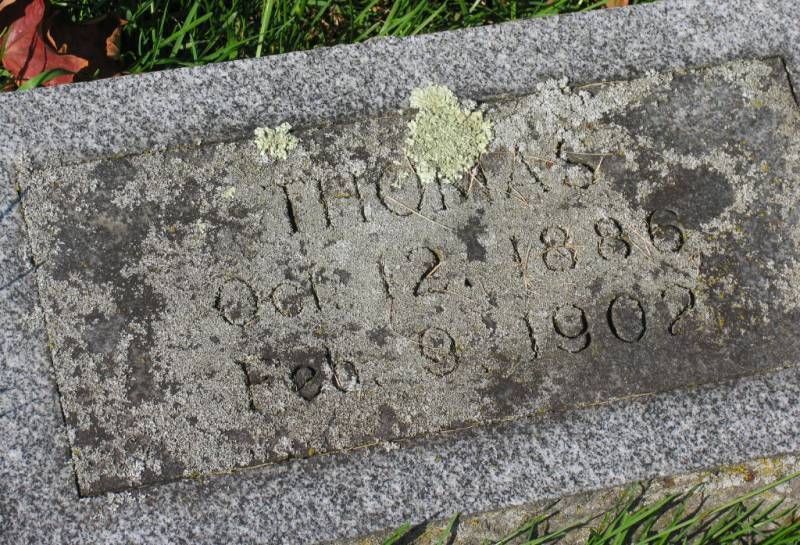 THOMAS
Oct. 12, 1886
Feb. 9, 1902